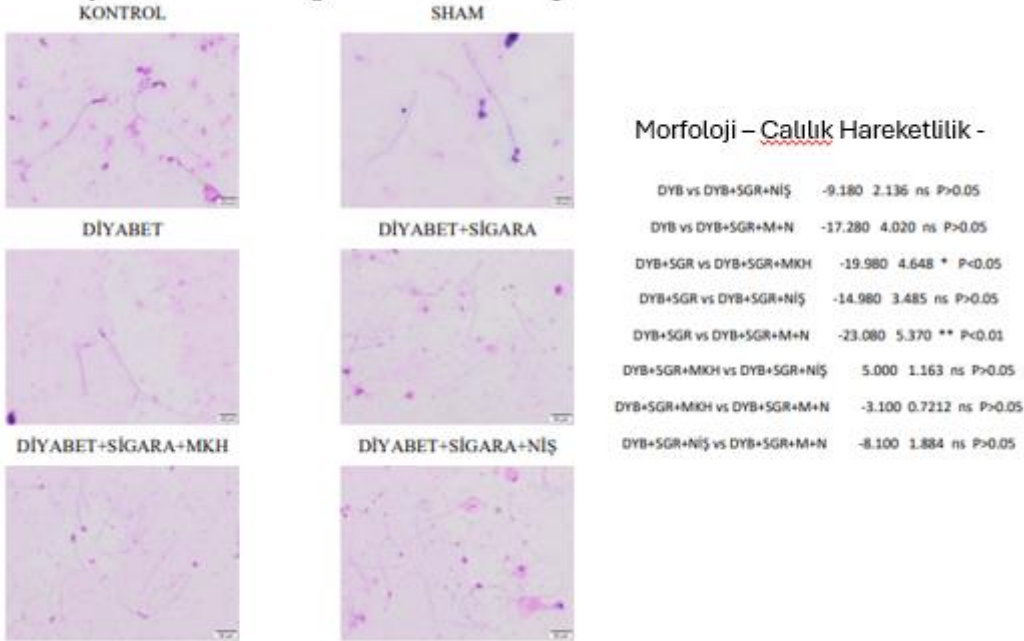 KONTROL
SHAM
DİYABET
DİYABET+SİGARA
DİYABET+SİGARA+MKH
DİYABET+SİGARA+NİŞ
Morfoloji – Calılık Hareketlilik -
DYB vs DYB+SGR+NİŞ -9.180 2.136 ns P>0.05
DYB vs DYB+SGR+M+N -17.280 4.020 ns P>0.05
DYB+SGR vs DYB+SGR+MKH -19.980 4.648 * P<0.05
DYB+SGR vs DYB+SGR+NİŞ -14.980 3.485 ns P>0.05
DYB+SGR vs DYB+SGR+M+N -23.080 5.370 ** P<0.01
DYB+SGR+MKH vs DYB+SGR+NİŞ 5.000 1.163 ns P>0.05
DYB+SGR+MKH vs DYB+SGR+M+N -3.100 0.7212 ns P>0.05
DYB+SGR+NİŞ vs DYB+SGR+M+N -8.100 1.884 ns P>0.05